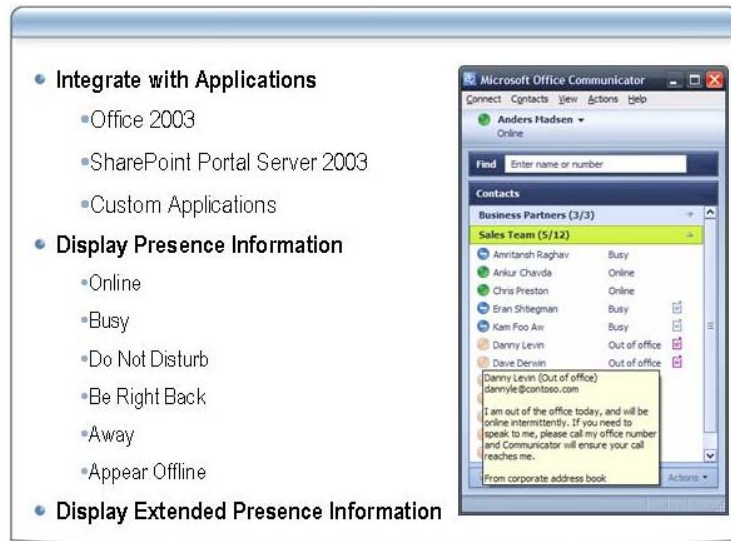 Integrate with Applications
Office 2003
SharePoint Portal Server 2003
Custom Applications
Display Presence Information
Online
Busy
Do Not Disturb
Be Right Back
Away
Appear Offline
Display Extended Presence Information
Microsoft Office Communicator
Connect Contacts View Actions Help
Anders Madsen
Online
Find Enter name or number
Contacts
Business Partners (3/3)
Sales Team (5/12)
Amritansh Raghav Busy
Ankur Chavda Online
Chris Preston Online
Eran Shtiegman Busy
Kam Foo Aw Busy
Danny Levin Out of office
Dave Derwin Out of office
Danny Levin (Out of office)
dannyle@contoso.com
I am out of the office today, and will be
online intermittently. If you need to
speak to me, please call my office number
and Communicator will ensure your call
reaches me.
From corporate address book
Actions